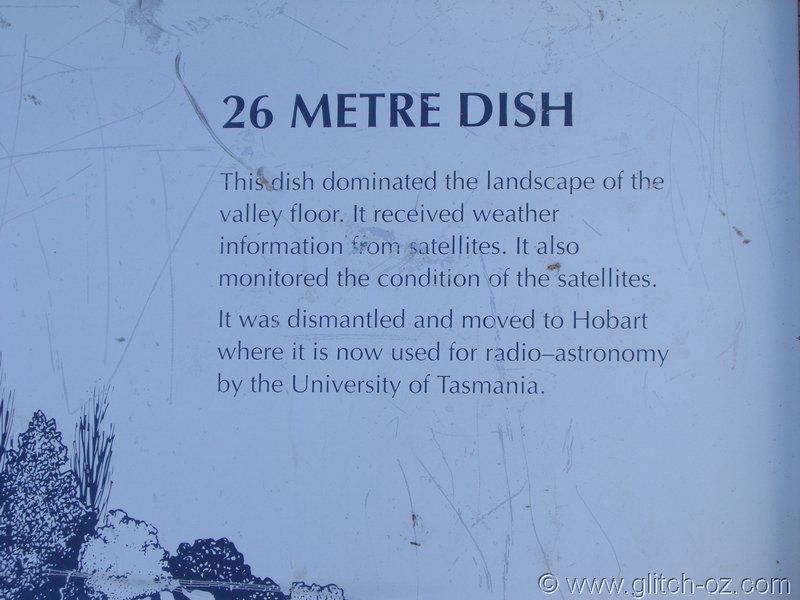 26 METRE DISH
This dish dominated the landscape of the
valley floor. It received weather
information from satellites. It also
monitored the condition of the satellites.
It was dismantled and moved to Hobart
where it is now used for radio–astronomy
by the University of Tasmania.
© www.glitch-oz.com